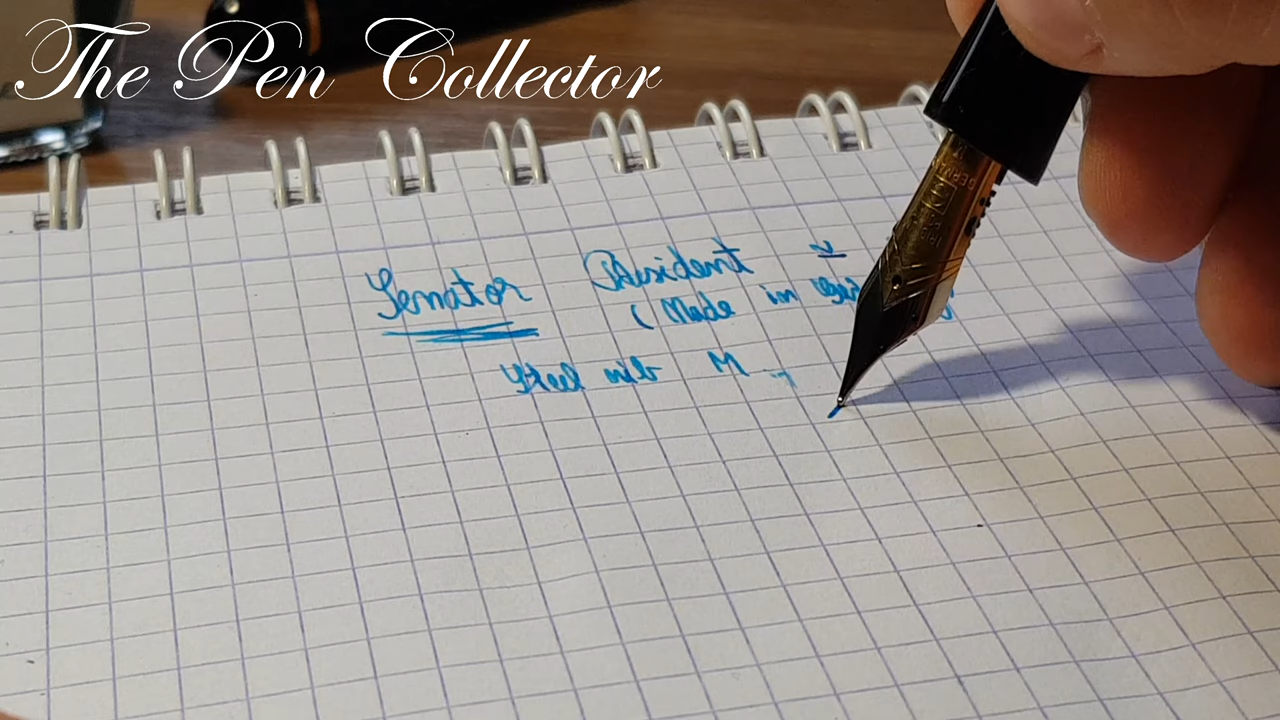 The Pen Collector
Senator President
(Made in
Steel nib M